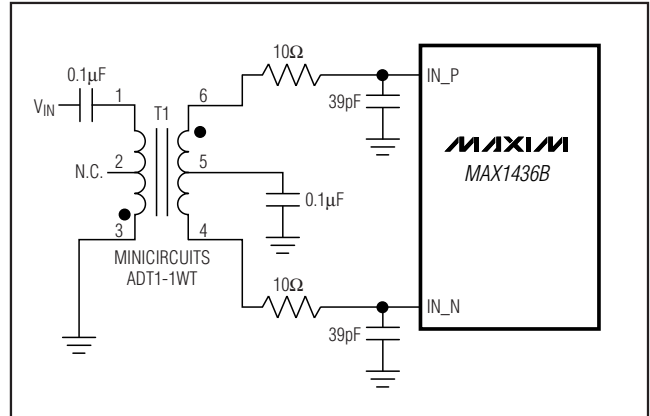 10Ω
IN_P
0.1μF
39pF
VIN
1
T1
6
MAXIM
MAX1436B
N.C.
2
5
0.1μF
3
4
MINICIRCUITS
ADT1-1WT
10Ω
IN_N
39pF